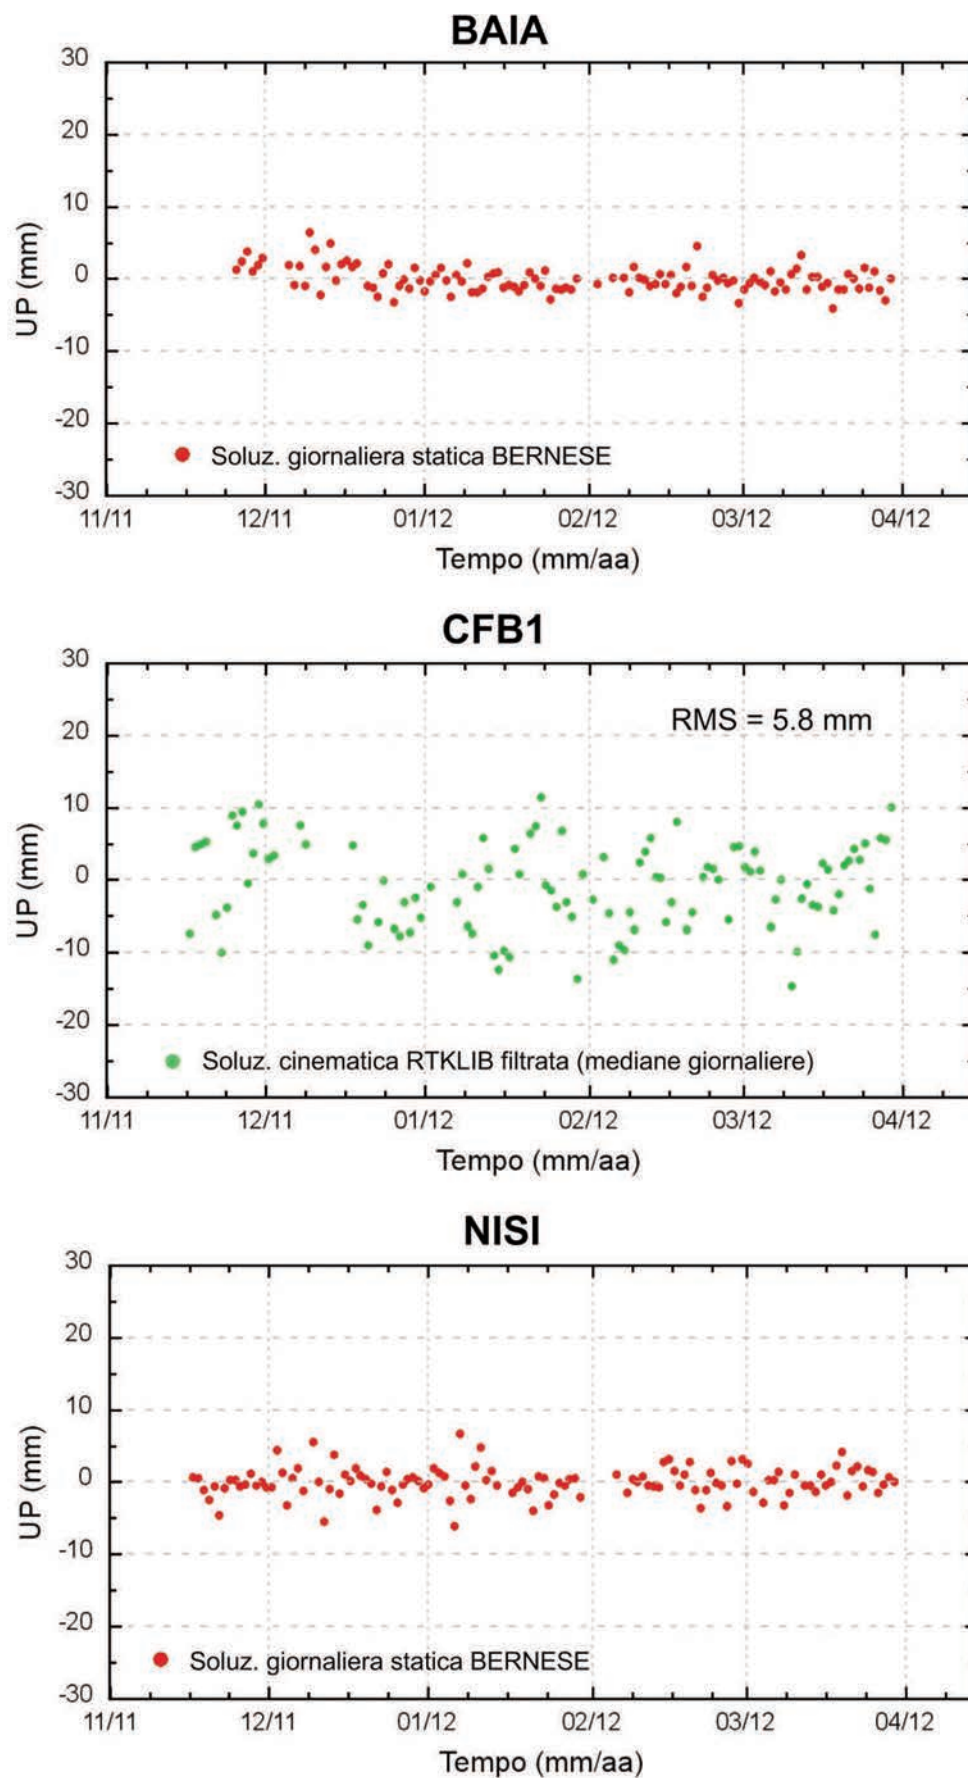 BAIA
30
20
10
0
-10
-20
-30
UP (mm)
Soluz. giornaliera statica BERNESE
11/11 12/11 01/12 02/12 03/12 04/12
Tempo (mm/aa)
CFB1
30
20
10
0
-10
-20
-30
UP (mm)
RMS = 5.8 mm
Soluz. cinematica RTKLIB filtrata (mediane giornaliere)
11/11 12/11 01/12 02/12 03/12 04/12
Tempo (mm/aa)
NISI
30
20
10
0
-10
-20
-30
UP (mm)
Soluz. giornaliera statica BERNESE
11/11 12/11 01/12 02/12 03/12 04/12
Tempo (mm/aa)